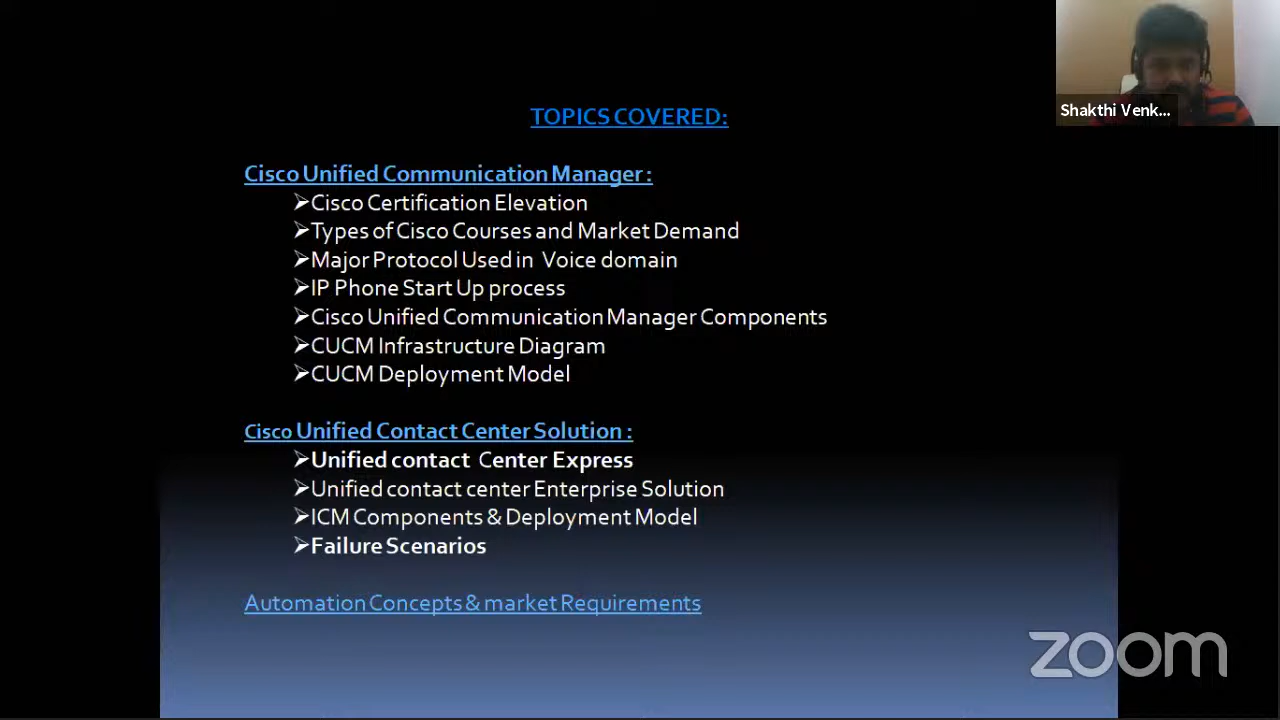 Shakthi Venk...
TOPICS COVERED:
Cisco Unified Communication Manager :
➢Cisco Certification Elevation
➢Types of Cisco Courses and Market Demand
➢Major Protocol Used in Voice domain
➢IP Phone Start Up process
➢Cisco Unified Communication Manager Components
➢CUCM Infrastructure Diagram
➢CUCM Deployment Model
Cisco Unified Contact Center Solution :
➢Unified contact Center Express
➢Unified contact center Enterprise Solution
➢ICM Components & Deployment Model
➢Failure Scenarios
Automation Concepts & market Requirements
zoom